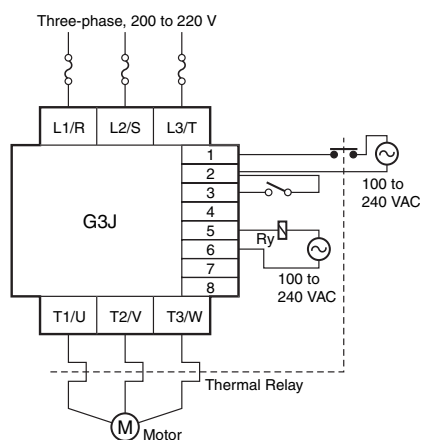 Three-phase, 200 to 220 V
L1/R L2/S L3/T
1
2
3
4
5
6
7
8
G3J
100 to
240 VAC
Ry
100 to
240 VAC
T1/U T2/V T3/W
Thermal Relay
M
Motor